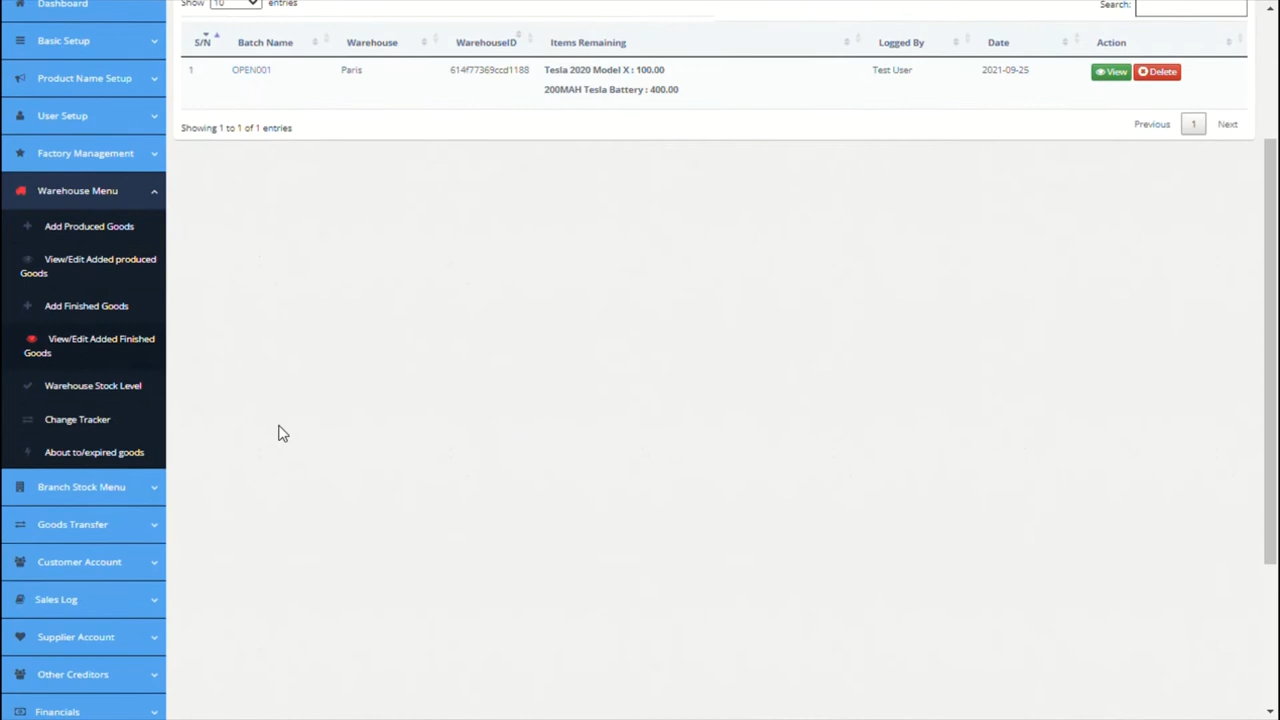 Dashboard
Show 10 entries
Search:
Basic Setup
S/N Batch Name Warehouse WarehouseID Items Remaining Logged By Date Action
1 OPEN001 Paris 614f77369ccd1188 Tesla 2020 Model X : 100.00 Test User 2021-09-25 View Delete
200MAH Tesla Battery : 400.00
Product Name Setup
User Setup
Showing 1 to 1 of 1 entries
Previous 1 Next
Factory Management
Warehouse Menu
Add Produced Goods
View/Edit Added produced
Goods
Add Finished Goods
View/Edit Added Finished
Goods
Warehouse Stock Level
Change Tracker
About to/expired goods
Branch Stock Menu
Goods Transfer
Customer Account
Sales Log
Supplier Account
Other Creditors
Financials